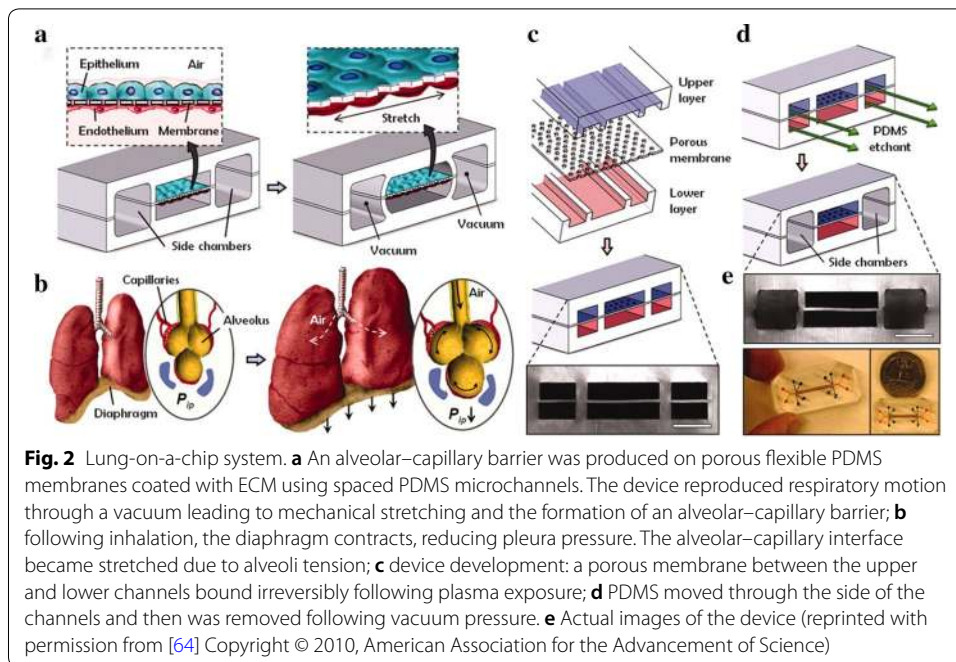 a
Epithelium
Air
Endothelium
Membrane
Stretch
Side chambers
Vacuum
Vacuum
b
Capillaries
Alveolus
Air
Diaphragm
Pip
Air
Pip↓
c
Upper
layer
Porous
membrane
Lower
layer
d
PDMS
etchant
Side chambers
e
Fig. 2 Lung-on-a-chip system. a An alveolar–capillary barrier was produced on porous flexible PDMS
membranes coated with ECM using spaced PDMS microchannels. The device reproduced respiratory motion
through a vacuum leading to mechanical stretching and the formation of an alveolar–capillary barrier; b
following inhalation, the diaphragm contracts, reducing pleura pressure. The alveolar–capillary interface
became stretched due to alveoli tension; c device development: a porous membrane between the upper
and lower channels bound irreversibly following plasma exposure; d PDMS moved through the side of the
channels and then was removed following vacuum pressure. e Actual images of the device (reprinted with
permission from [64] Copyright © 2010, American Association for the Advancement of Science)